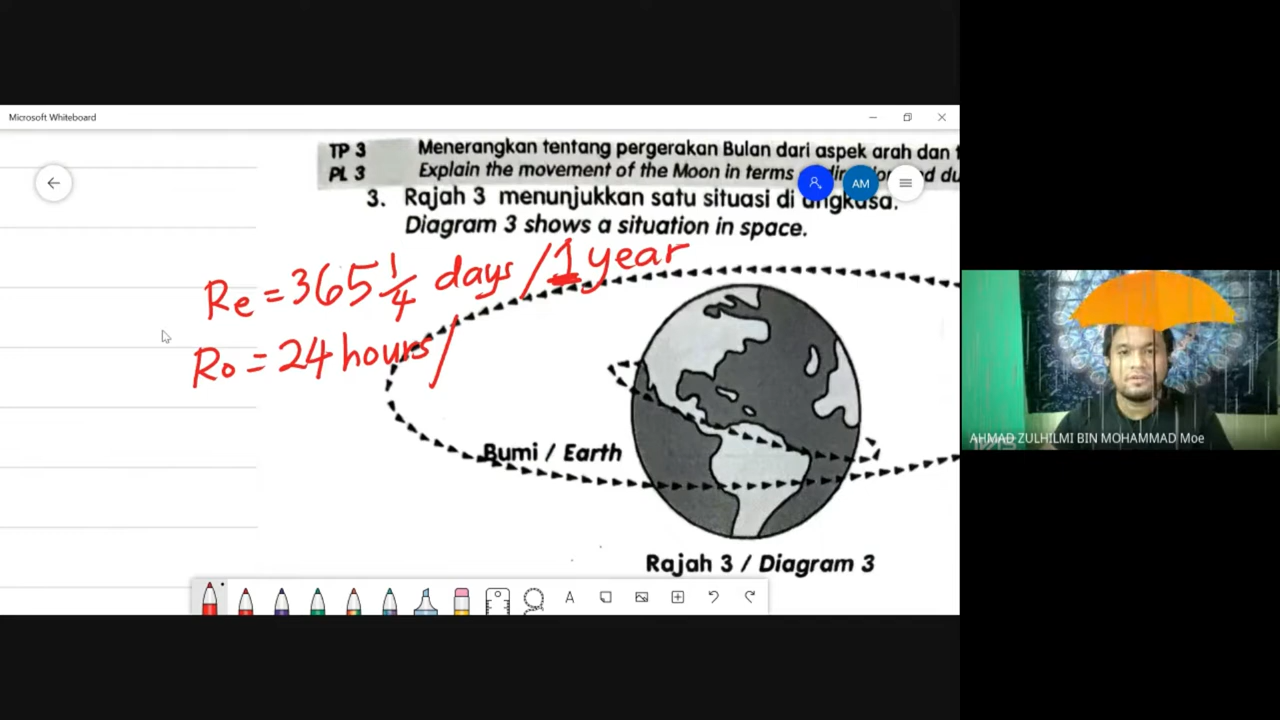 Microsoft Whiteboard
TP 3 Menerangkan tentang pergerakan Bulan dari aspek arah dan
PL 3 Explain the movement of the Moon in terms
AM
3. Rajah 3 menunjukkan satu situasi di angkasa.
Diagram 3 shows a situation in space.
Re = 365 1/4 days / 1 year
Ro = 24 hours /
AHMAD ZULHILMI BIN MOHAMMAD Moe
Bumi / Earth
Rajah 3 / Diagram 3
A